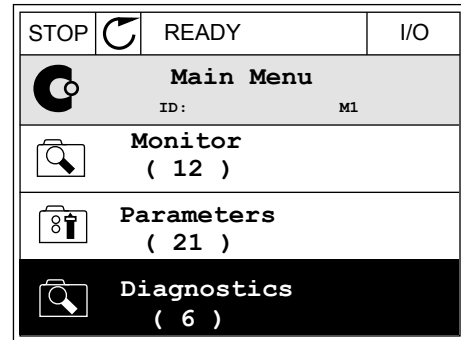 STOP READY I/O
Main Menu
ID: M1
Monitor
( 12 )
Parameters
( 21 )
Diagnostics
( 6 )